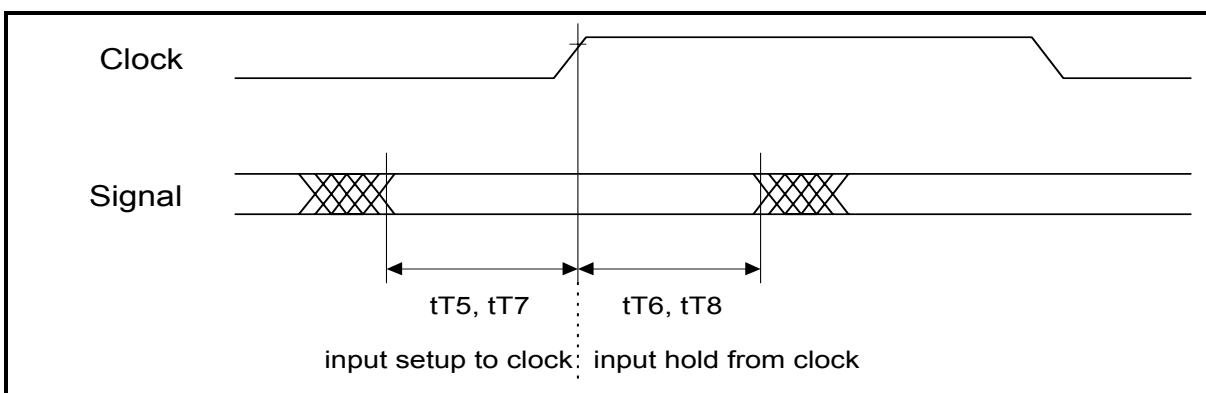 Clock
Signal
tT5, tT7
tT6, tT8
input setup to clock
input hold from clock